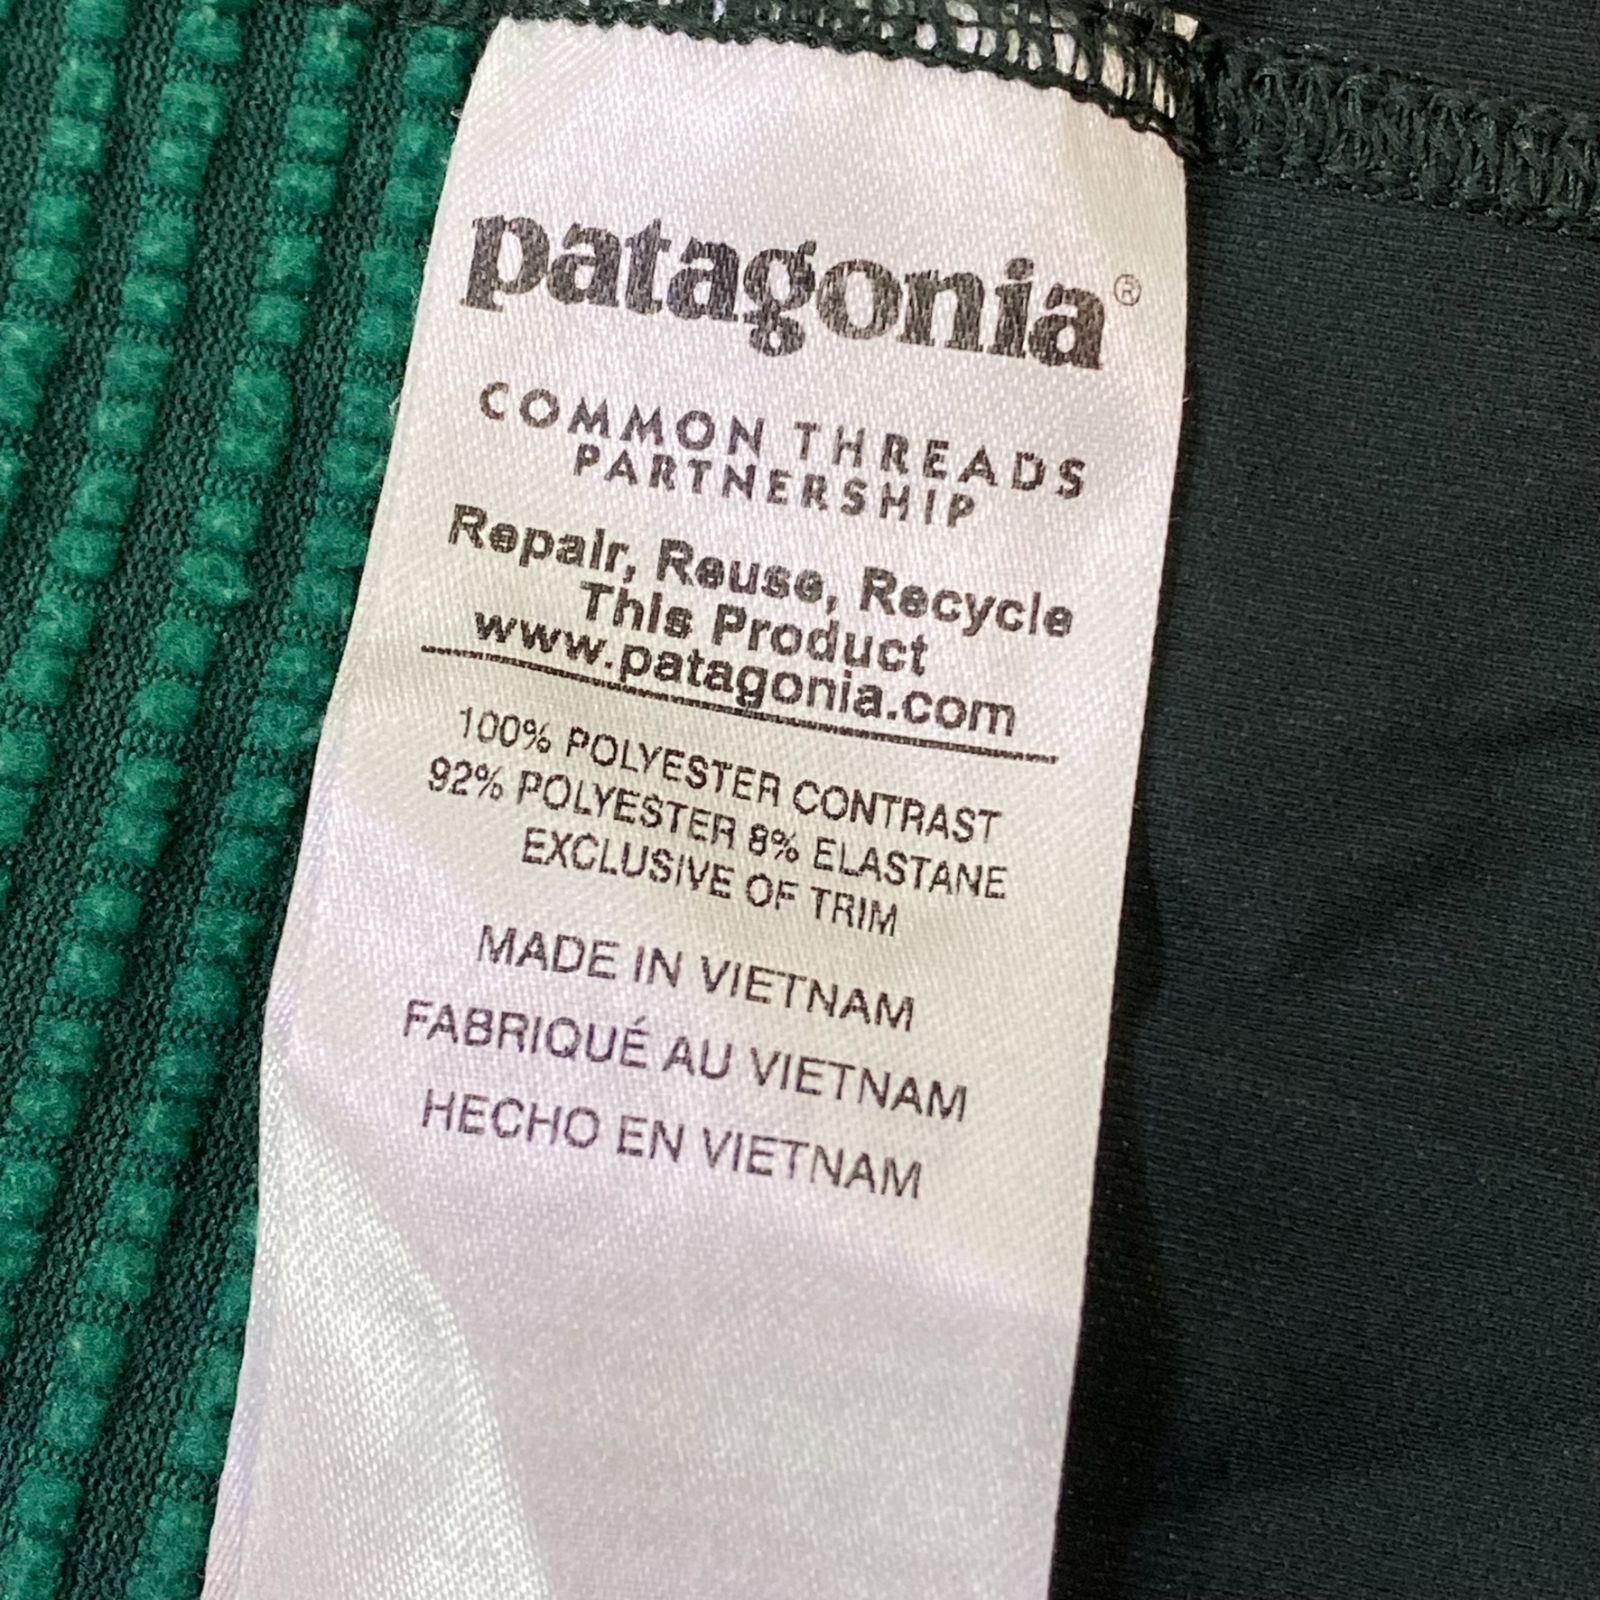 patagonia®
COMMON THREADS
PARTNERSHIP
Repair, Reuse, Recycle
This Product
www.patagonia.com
100% POLYESTER CONTRAST
92% POLYESTER 8% ELASTANE
EXCLUSIVE OF TRIM
MADE IN VIETNAM
FABRIQUÉ AU VIETNAM
HECHO EN VIETNAM